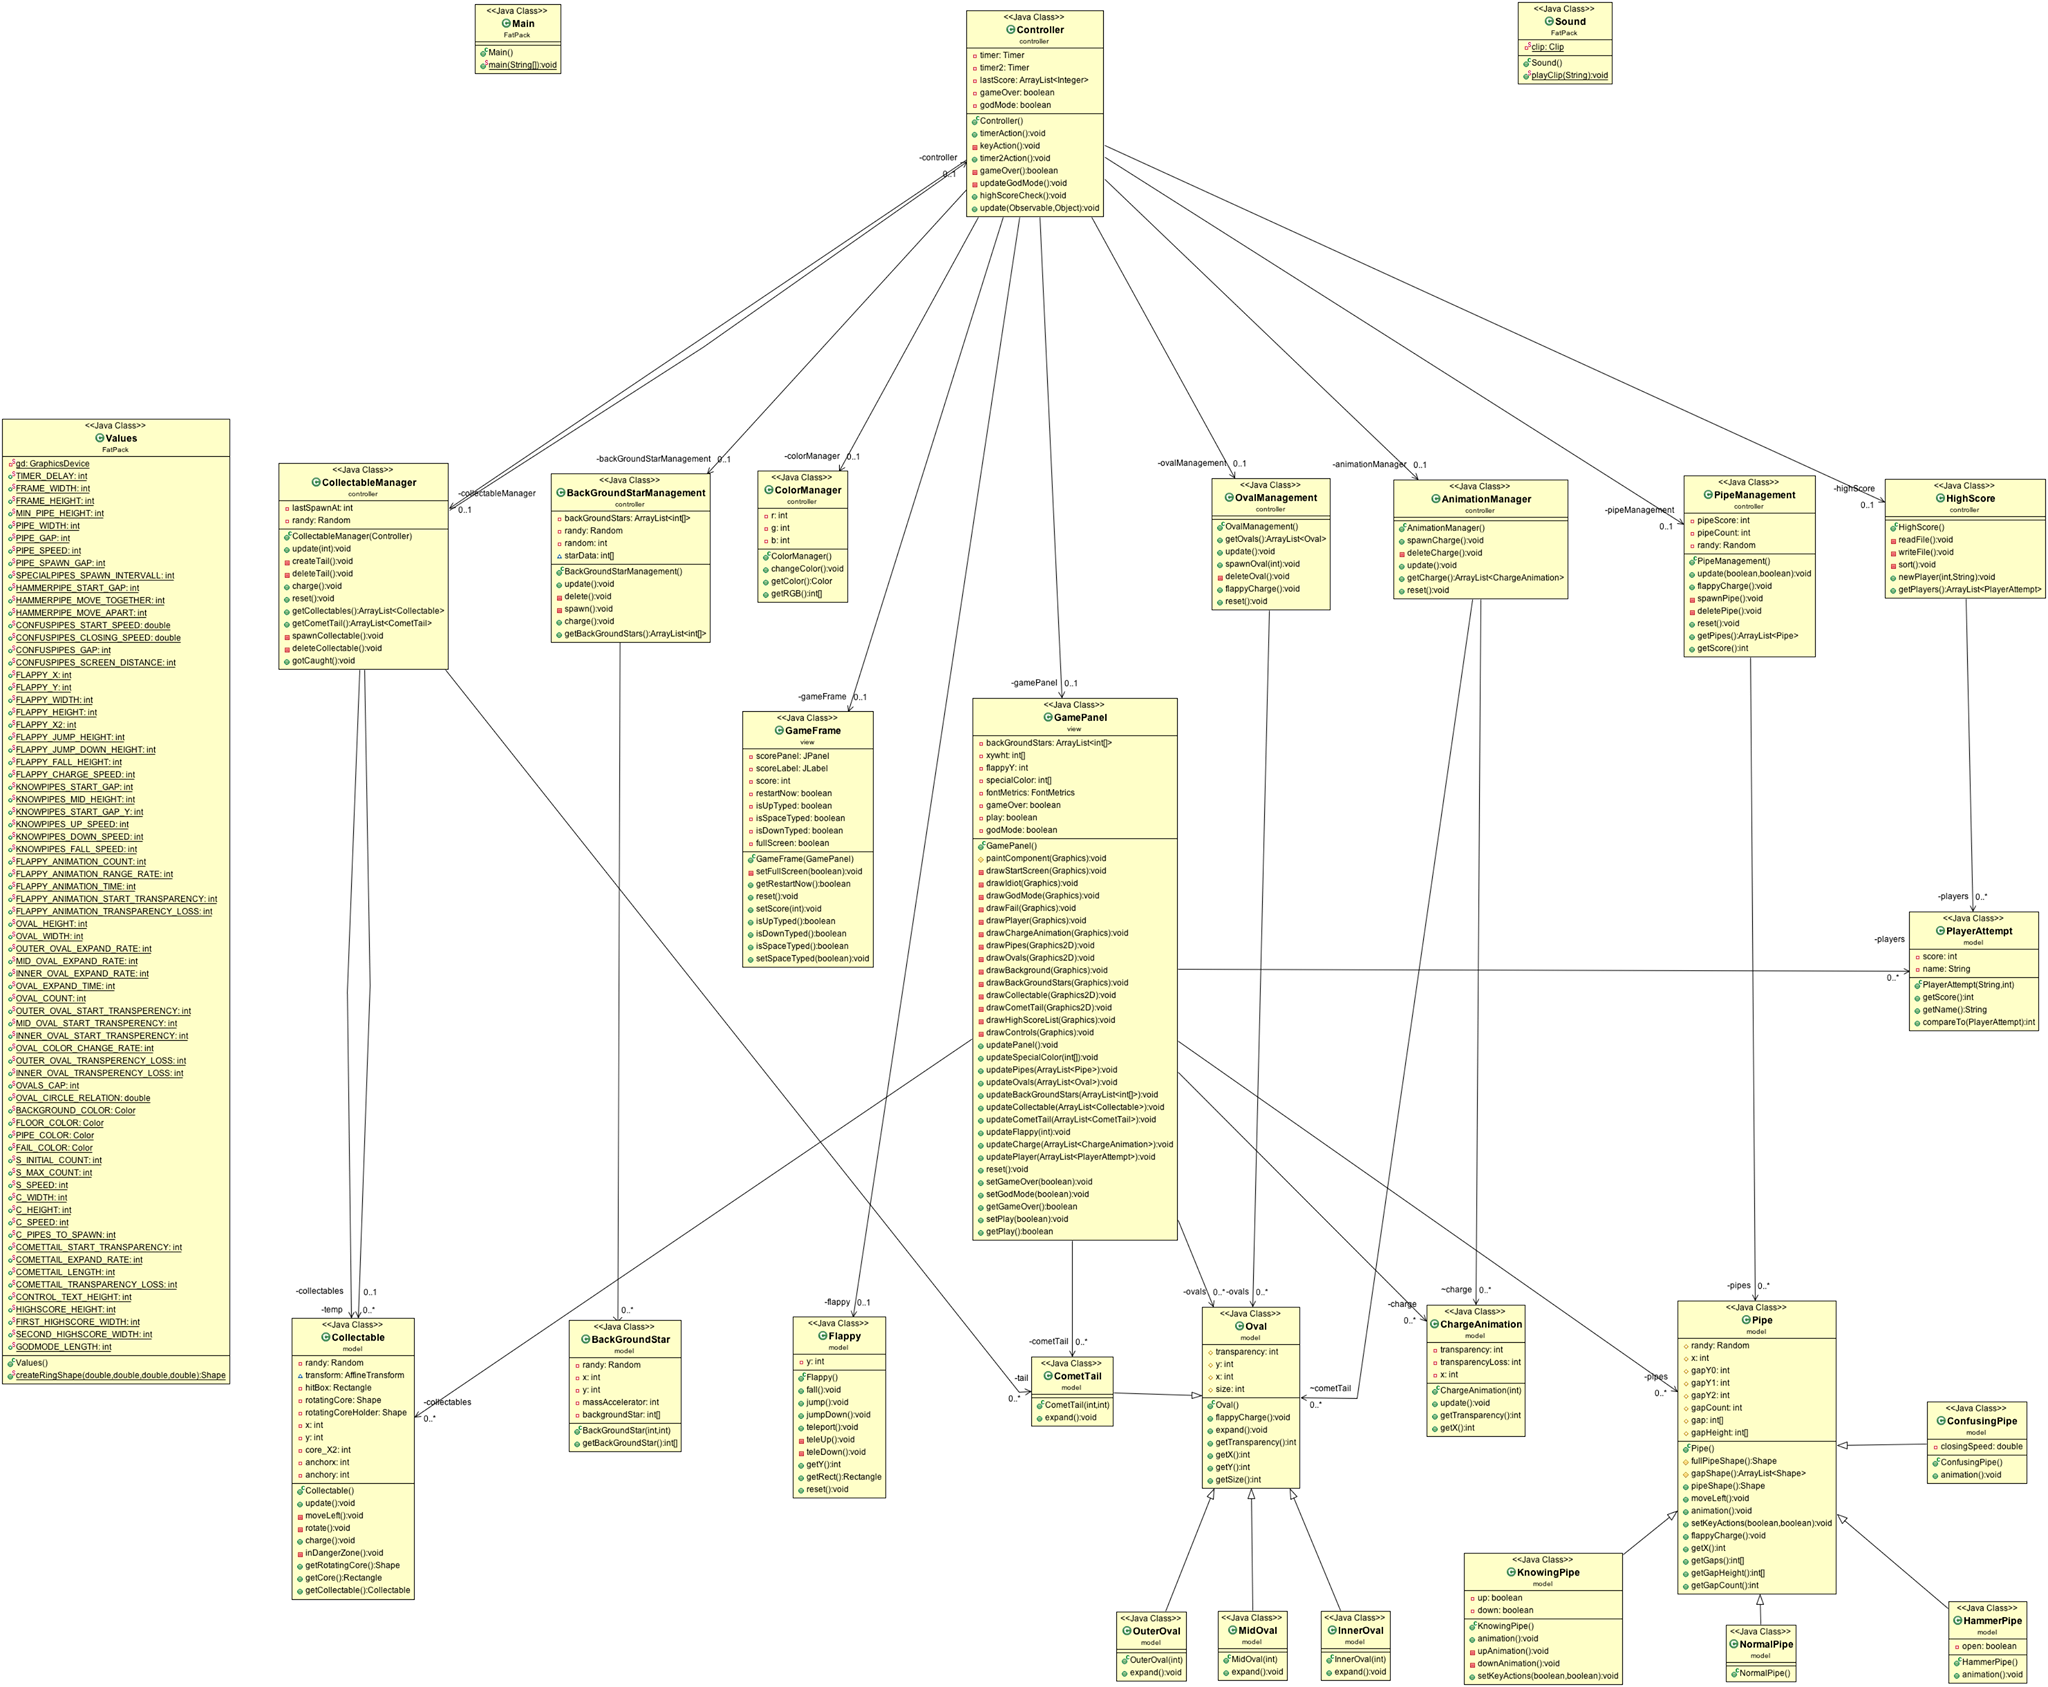 <<Java Class>>
Main
FatPack
Main()
main(String[]):void
<<Java Class>>
Controller
controller
timer: Timer
timer2: Timer
lastScore: ArrayList<Integer>
gameOver: boolean
godMode: boolean
Controller()
timerAction():void
keyAction():void
timer2Action():void
gameOver():boolean
updateGodMode():void
highScoreCheck():void
update(Observable,Object):void
<<Java Class>>
Sound
FatPack
clip: Clip
Sound()
playClip(String):void
-controller
0..1
<<Java Class>>
Values
FatPack
gd: GraphicsDevice
TIMER_DELAY: int
FRAME_WIDTH: int
FRAME_HEIGHT: int
MIN_PIPE_HEIGHT: int
PIPE_WIDTH: int
PIPE_GAP: int
PIPE_SPEED: int
PIPE_SPAWN_GAP: int
SPECIALPIPES_SPAWN_INTERVALL: int
HAMMERPIPE_START_GAP: int
HAMMERPIPE_MOVE_TOGETHER: int
HAMMERPIPE_MOVE_APART: int
CONFUSPIPES_START_SPEED: double
CONFUSPIPES_CLOSING_SPEED: double
CONFUSPIPES_GAP: int
CONFUSPIPES_SCREEN_DISTANCE: int
FLAPPY_X: int
FLAPPY_Y: int
FLAPPY_WIDTH: int
FLAPPY_HEIGHT: int
FLAPPY_X2: int
FLAPPY_JUMP_HEIGHT: int
FLAPPY_JUMP_DOWN_HEIGHT: int
FLAPPY_FALL_HEIGHT: int
FLAPPY_CHARGE_SPEED: int
KNOWPIPES_START_GAP: int
KNOWPIPES_MID_HEIGHT: int
KNOWPIPES_START_GAP_Y: int
KNOWPIPES_UP_SPEED: int
KNOWPIPES_DOWN_SPEED: int
KNOWPIPES_FALL_SPEED: int
FLAPPY_ANIMATION_COUNT: int
FLAPPY_ANIMATION_RANGE_RATE: int
FLAPPY_ANIMATION_TIME: int
FLAPPY_ANIMATION_START_TRANSPARENCY: int
FLAPPY_ANIMATION_TRANSPARENCY_LOSS: int
OVAL_HEIGHT: int
OVAL_WIDTH: int
OUTER_OVAL_EXPAND_RATE: int
MID_OVAL_EXPAND_RATE: int
INNER_OVAL_EXPAND_RATE: int
OVAL_EXPAND_TIME: int
OVAL_COUNT: int
OUTER_OVAL_START_TRANSPERENCY: int
MID_OVAL_START_TRANSPERENCY: int
INNER_OVAL_START_TRANSPERENCY: int
OVAL_COLOR_CHANGE_RATE: int
OUTER_OVAL_TRANSPERENCY_LOSS: int
INNER_OVAL_TRANSPERENCY_LOSS: int
OVALS_CAP: int
OVAL_CIRCLE_RELATION: double
BACKGROUND_COLOR: Color
FLOOR_COLOR: Color
PIPE_COLOR: Color
FAIL_COLOR: Color
S_INITIAL_COUNT: int
S_MAX_COUNT: int
S_SPEED: int
C_WIDTH: int
C_HEIGHT: int
C_SPEED: int
C_PIPES_TO_SPAWN: int
COMETTAIL_START_TRANSPARENCY: int
COMETTAIL_EXPAND_RATE: int
COMETTAIL_LENGTH: int
COMETTAIL_TRANSPARENCY_LOSS: int
CONTROL_TEXT_HEIGHT: int
HIGHSCORE_HEIGHT: int
FIRST_HIGHSCORE_WIDTH: int
SECOND_HIGHSCORE_WIDTH: int
GODMODE_LENGTH: int
Values()
createRingShape(double,double,double,double):Shape
<<Java Class>>
CollectableManager
controller
lastSpawnAt: int
randy: Random
CollectableManager(Controller)
update(int):void
createTail():void
deleteTail():void
charge():void
reset():void
getCollectables():ArrayList<Collectable>
getCometTail():ArrayList<CometTail>
spawnCollectable():void
deleteCollectable():void
gotCaught():void
-collectableManager
0..1
-backGroundStarManagement
0..1
<<Java Class>>
BackGroundStarManagement
controller
backGroundStars: ArrayList<int[]>
randy: Random
random: int
starData: int[]
BackGroundStarManagement()
update():void
delete():void
spawn():void
charge():void
getBackGroundStars():ArrayList<int[]>
-colorManager
0..1
<<Java Class>>
ColorManager
controller
r: int
g: int
b: int
ColorManager()
changeColor():void
getColor():Color
getRGB():int[]
-ovalManagement
0..1
<<Java Class>>
OvalManagement
controller
OvalManagement()
getOvals():ArrayList<Oval>
update():void
spawnOval(int):void
deleteOval():void
flappyCharge():void
reset():void
-animationManager
0..1
<<Java Class>>
AnimationManager
controller
AnimationManager()
spawnCharge():void
deleteCharge():void
update():void
getCharge():ArrayList<ChargeAnimation>
reset():void
-pipeManagement
0..1
<<Java Class>>
PipeManagement
controller
pipeScore: int
pipeCount: int
randy: Random
PipeManagement()
update(boolean,boolean):void
flappyCharge():void
spawnPipe():void
deletePipe():void
reset():void
getPipes():ArrayList<Pipe>
getScore():int
-highScore
0..1
<<Java Class>>
HighScore
controller
HighScore()
readFile():void
writeFile():void
sort():void
newPlayer(int,String):void
getPlayers():ArrayList<PlayerAttempt>
-gameFrame
0..1
<<Java Class>>
GameFrame
view
scorePanel: JPanel
scoreLabel: JLabel
score: int
restartNow: boolean
isUpTyped: boolean
isSpaceTyped: boolean
isDownTyped: boolean
fullScreen: boolean
GameFrame(GamePanel)
setFullScreen(boolean):void
getRestartNow():boolean
reset():void
setScore(int):void
isUpTyped():boolean
isDownTyped():boolean
isSpaceTyped():boolean
setSpaceTyped(boolean):void
-gamePanel
0..1
<<Java Class>>
GamePanel
view
backGroundStars: ArrayList<int[]>
xywht: int[]
flappyY: int
specialColor: int[]
fontMetrics: FontMetrics
gameOver: boolean
play: boolean
godMode: boolean
GamePanel()
paintComponent(Graphics):void
drawStartScreen(Graphics):void
drawIdiot(Graphics):void
drawGodMode(Graphics):void
drawFail(Graphics):void
drawPlayer(Graphics):void
drawChargeAnimation(Graphics):void
drawPipes(Graphics2D):void
drawOvals(Graphics2D):void
drawBackground(Graphics):void
drawBackGroundStars(Graphics):void
drawCollectable(Graphics2D):void
drawCometTail(Graphics2D):void
drawHighScoreList(Graphics):void
drawControls(Graphics):void
updatePanel():void
updateSpecialColor(int[]):void
updatePipes(ArrayList<Pipe>):void
updateOvals(ArrayList<Oval>):void
updateBackGroundStars(ArrayList<int[]>):void
updateCollectable(ArrayList<Collectable>):void
updateCometTail(ArrayList<CometTail>):void
updateFlappy(int):void
updateCharge(ArrayList<ChargeAnimation>):void
updatePlayer(ArrayList<PlayerAttempt>):void
reset():void
setGameOver(boolean):void
setGodMode(boolean):void
getGameOver():boolean
setPlay(boolean):void
getPlay():boolean
-players
0..*
-players
0..*
<<Java Class>>
PlayerAttempt
model
score: int
name: String
PlayerAttempt(String,int)
getScore():int
getName():String
compareTo(PlayerAttempt):int
-collectables
0..1
-temp
0..*
<<Java Class>>
Collectable
model
randy: Random
transform: AffineTransform
hitBox: Rectangle
rotatingCore: Shape
rotatingCoreHolder: Shape
x: int
y: int
core_X2: int
anchorx: int
anchory: int
Collectable()
update():void
moveLeft():void
rotate():void
charge():void
inDangerZone():void
getRotatingCore():Shape
getCore():Rectangle
getCollectable():Collectable
-collectables
0..*
0..*
<<Java Class>>
BackGroundStar
model
randy: Random
x: int
y: int
massAccelerator: int
backgroundStar: int[]
BackGroundStar(int,int)
getBackGroundStar():int[]
-flappy
0..1
<<Java Class>>
Flappy
model
y: int
Flappy()
fall():void
jump():void
jumpDown():void
teleport():void
teleUp():void
teleDown():void
getY():int
getRect():Rectangle
reset():void
-cometTail
0..*
-tail
0..*
<<Java Class>>
CometTail
model
CometTail(int,int)
expand():void
-ovals
0..*
-ovals
0..*
<<Java Class>>
Oval
model
transparency: int
y: int
x: int
size: int
Oval()
flappyCharge():void
expand():void
getTransparency():int
getX():int
getY():int
getSize():int
~cometTail
0..*
-charge
0..*
~charge
0..*
<<Java Class>>
ChargeAnimation
model
transparency: int
transparencyLoss: int
x: int
ChargeAnimation(int)
update():void
getTransparency():int
getX():int
-pipes
0..*
-pipes
0..*
<<Java Class>>
Pipe
model
randy: Random
x: int
gapY0: int
gapY1: int
gapY2: int
gapCount: int
gap: int[]
gapHeight: int[]
Pipe()
fullPipeShape():Shape
gapShape():ArrayList<Shape>
pipeShape():Shape
moveLeft():void
animation():void
setKeyActions(boolean,boolean):void
flappyCharge():void
getX():int
getGaps():int[]
getGapHeight():int[]
getGapCount():int
<<Java Class>>
ConfusingPipe
model
closingSpeed: double
ConfusingPipe()
animation():void
<<Java Class>>
OuterOval
model
OuterOval(int)
expand():void
<<Java Class>>
MidOval
model
MidOval(int)
expand():void
<<Java Class>>
InnerOval
model
InnerOval(int)
expand():void
<<Java Class>>
KnowingPipe
model
up: boolean
down: boolean
KnowingPipe()
animation():void
upAnimation():void
downAnimation():void
setKeyActions(boolean,boolean):void
<<Java Class>>
NormalPipe
model
NormalPipe()
<<Java Class>>
HammerPipe
model
open: boolean
HammerPipe()
animation():void